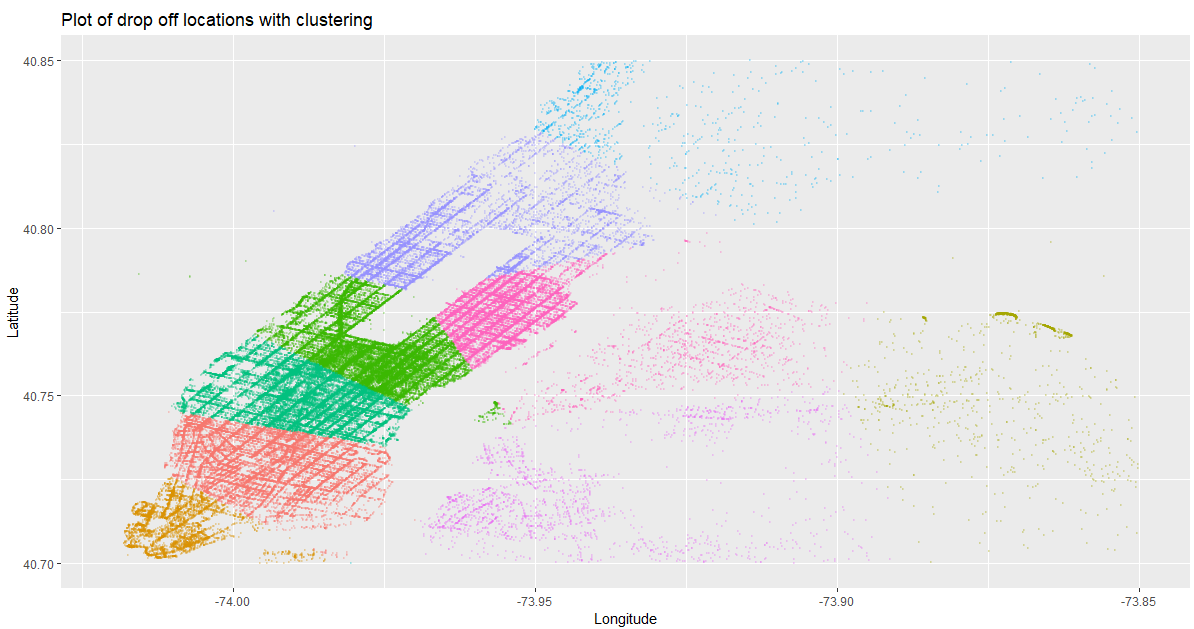 Plot of drop off locations with clustering
40.85
40.80
40.75
40.70
Latitude
-74.00
-73.95
-73.90
-73.85
Longitude